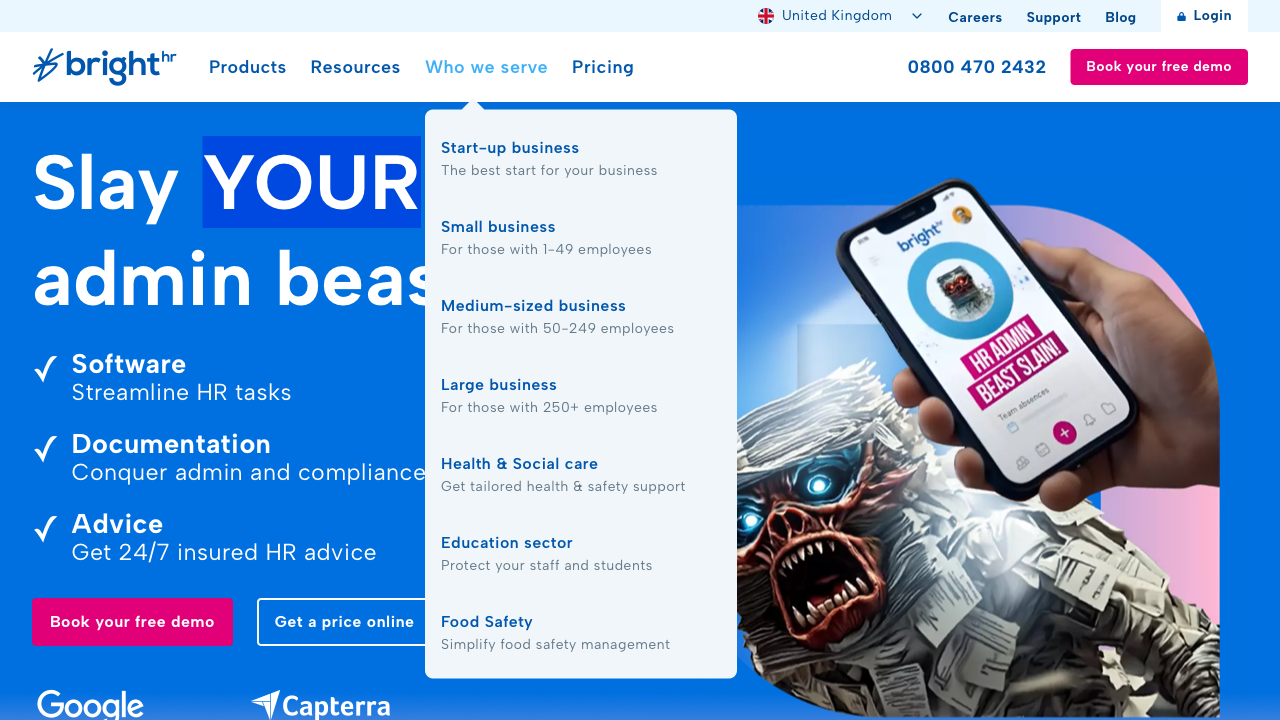 United Kingdom
Careers
Support
Blog
Login
brighthr
Products
Resources
Who we serve
Pricing
0800 470 2432
Book your free demo
Slay YOUR
admin beas
Software
Streamline HR tasks
Documentation
Conquer admin and compliance
Advice
Get 24/7 insured HR advice
Book your free demo
Get a price online
Google
Capterra
Start-up business
The best start for your business
Small business
For those with 1-49 employees
Medium-sized business
For those with 50-249 employees
Large business
For those with 250+ employees
Health & Social care
Get tailored health & safety support
Education sector
Protect your staff and students
Food Safety
Simplify food safety management
brighthr
HR ADMIN
BEAST SLAIN!
Team absences